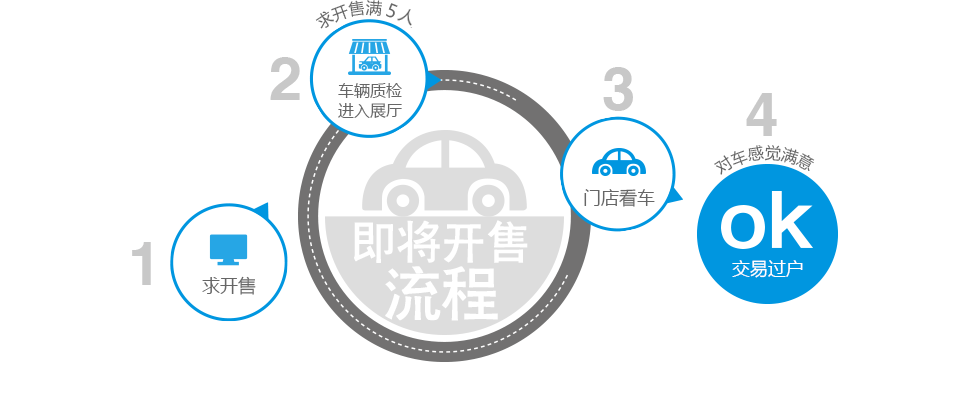 1
求开售
2
求开售满 5 人
车辆质检
进入展厅
即将开售
流程
3
门店看车
4
对车感觉满意
ok
交易过户